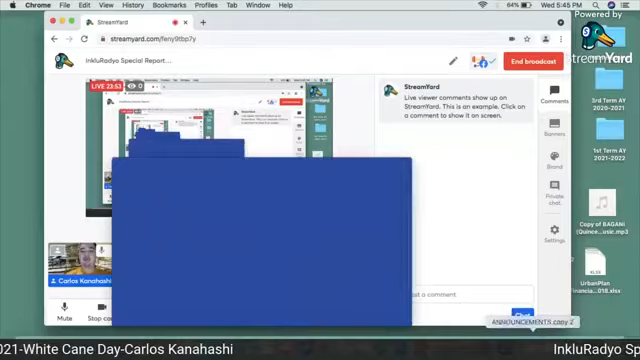 Chrome File Edit View History Bookmarks Profiles Tab Window Help
64% Wed 5:45 PM
StreamYard
streamyard.com/feny9tbp7y
Powered by
StreamYard
InkluRadyo Special Report...
End broadcast
LIVE 23:53 0
StreamYard
Live viewer comments show up on
StreamYard. This is an example. Click on
a comment to show it on screen.
Comments
Banners
Brand
Private
chat
Settings
3rd Term AY
2020-2021
1st Term AY
2021-2022
Copy of BAGANI
(Quince...usic.mp3
XLSX
UrbanPlan
Financia...018.xlsx
Carlos Kanahashi
Mute
Stop ca
st a comment
ANNOUNCEMENTS copy 2
021-White Cane Day-Carlos Kanahashi
InkluRadyo Sp